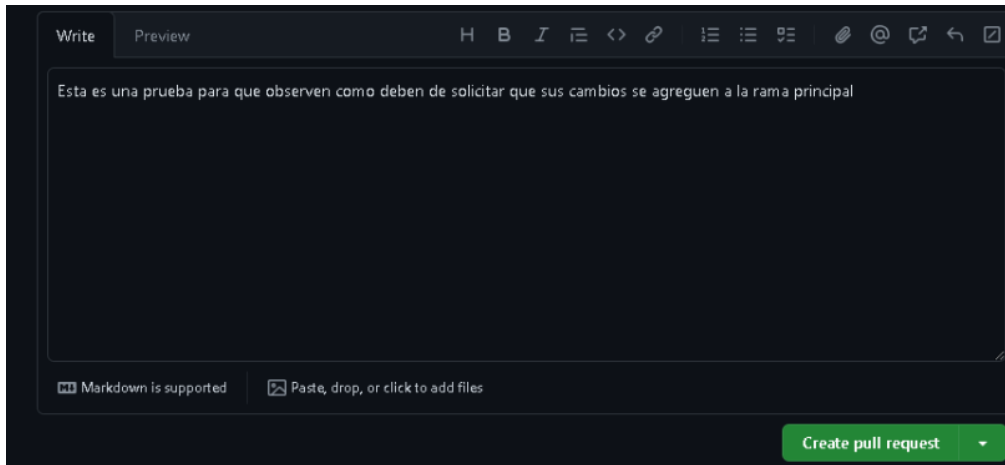 Write Preview
Esta es una prueba para que observen como deben de solicitar que sus cambios se agreguen a la rama principal
Markdown is supported Paste, drop, or click to add files
Create pull request